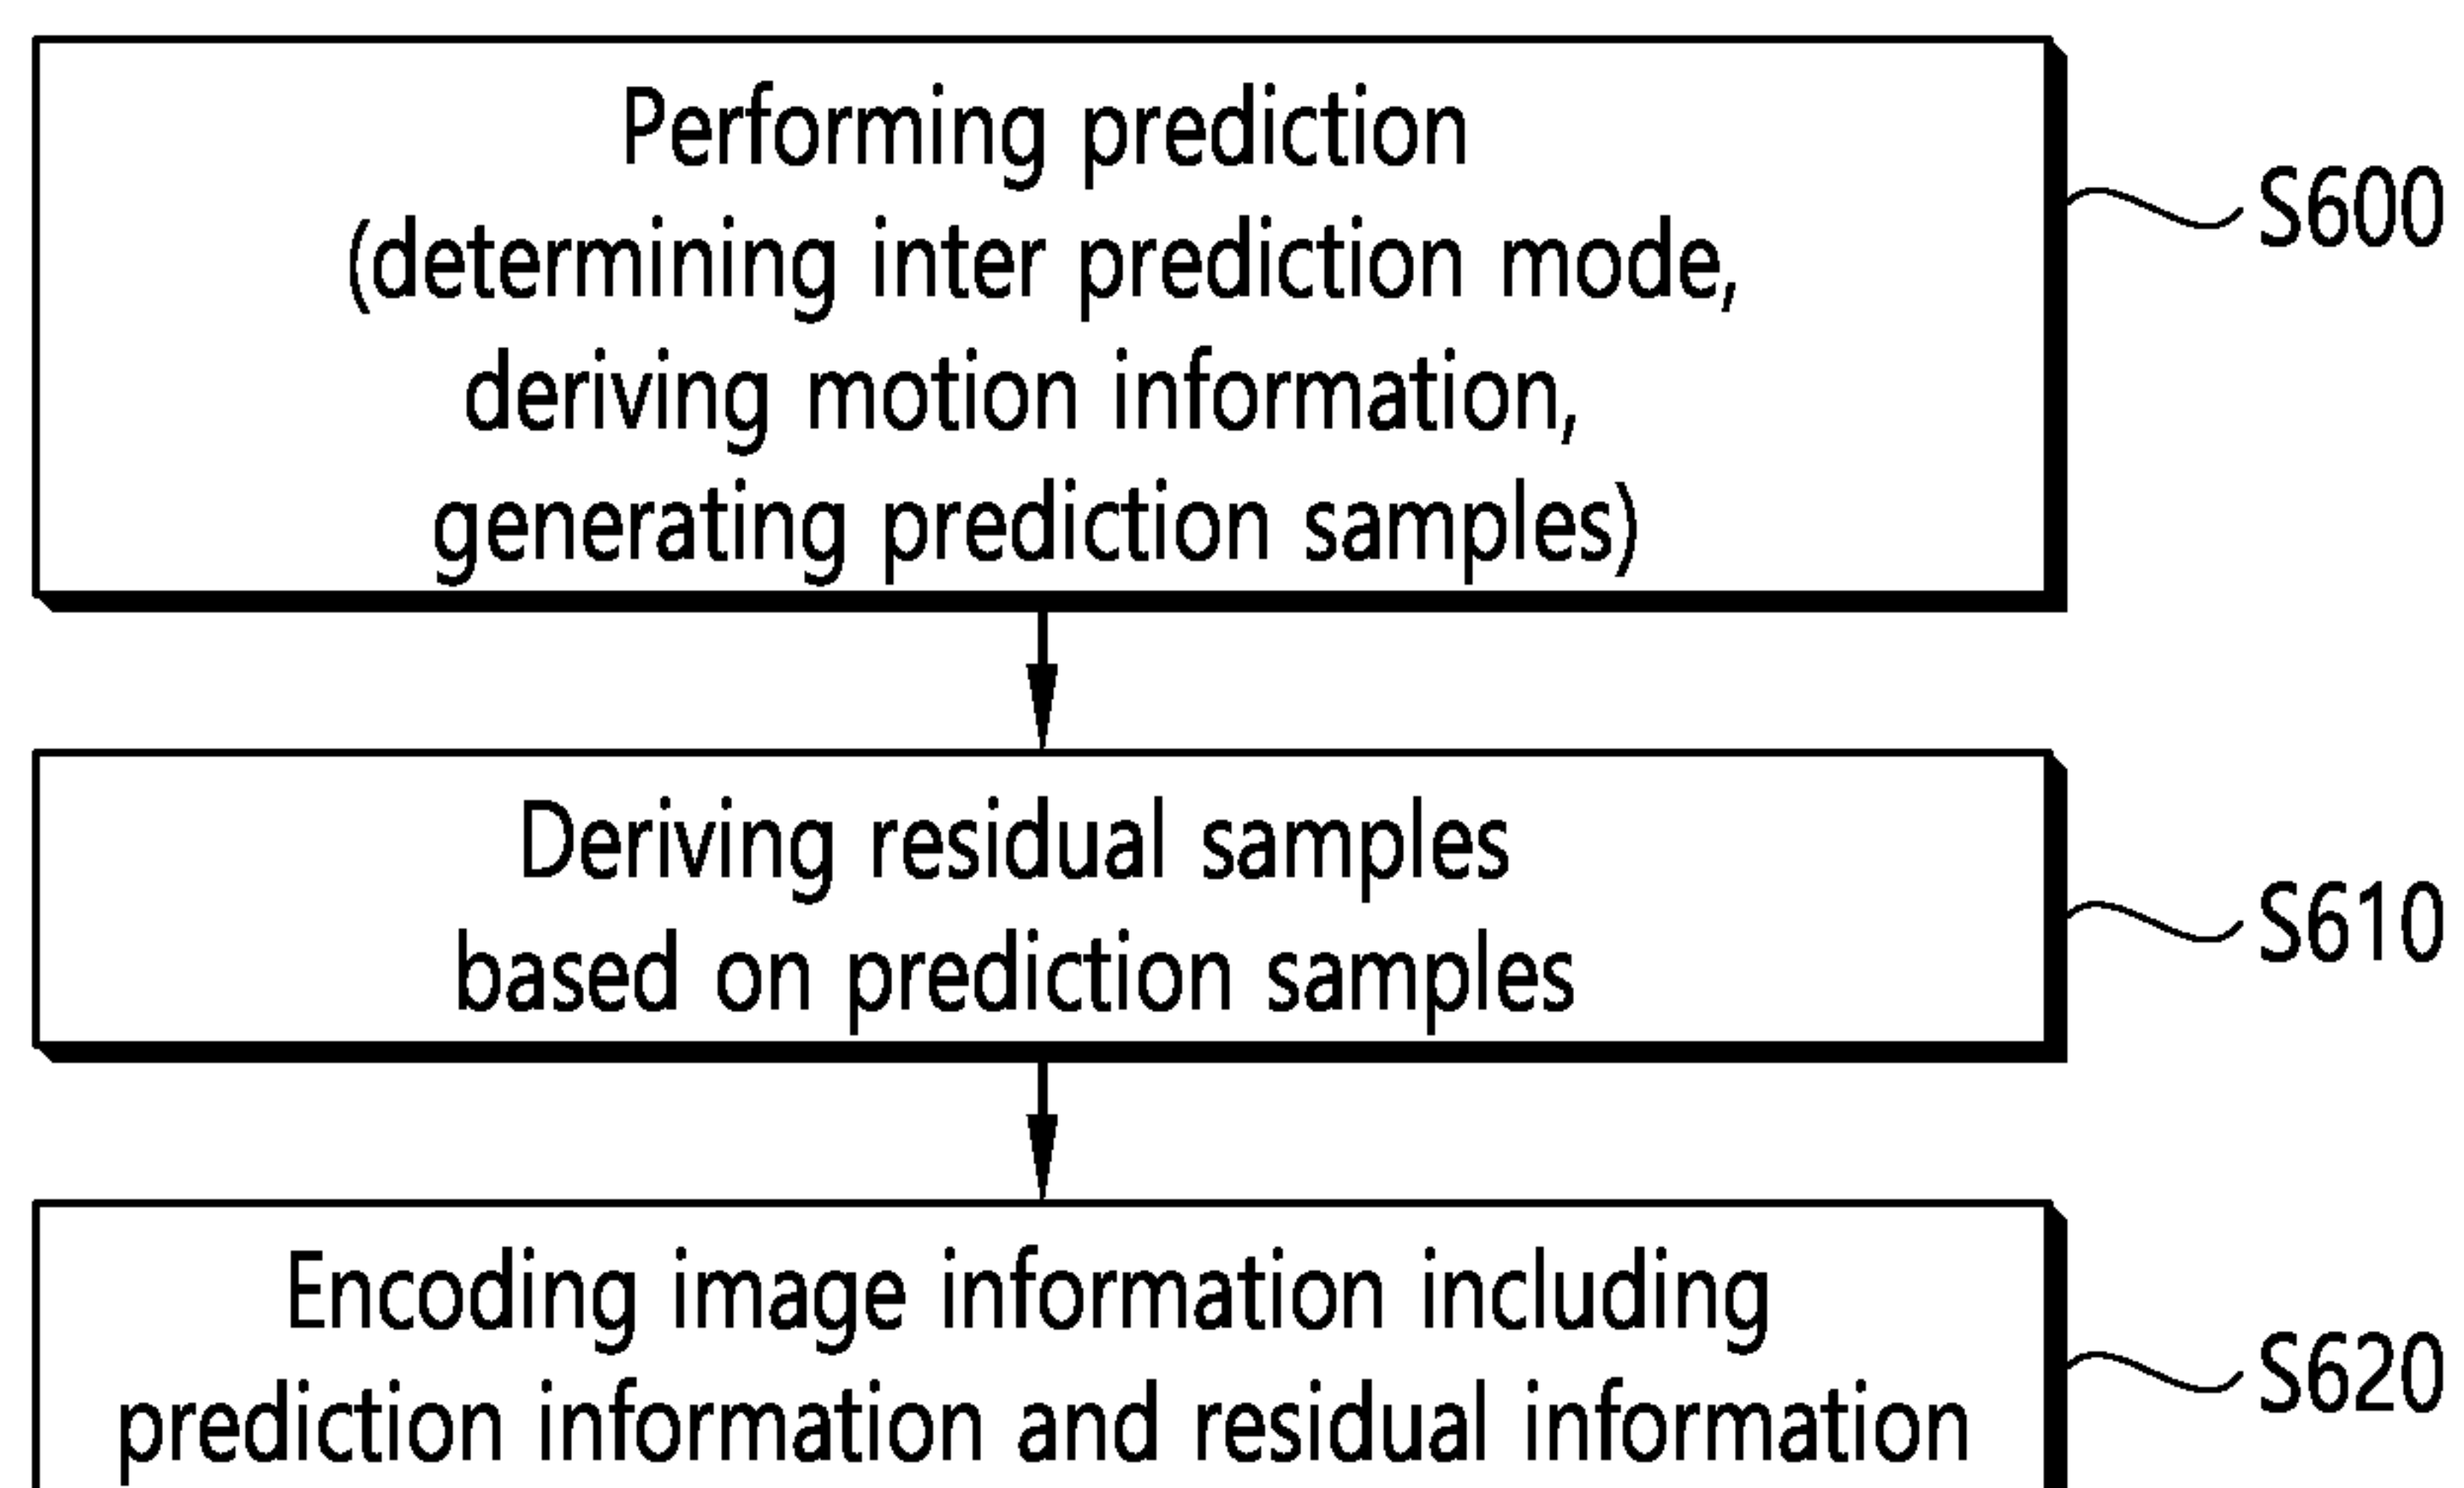 Performing prediction
(determining inter prediction mode,
deriving motion information,
generating prediction samples)
S600
Deriving residual samples
based on prediction samples
S610
Encoding image information including
prediction information and residual information
S620